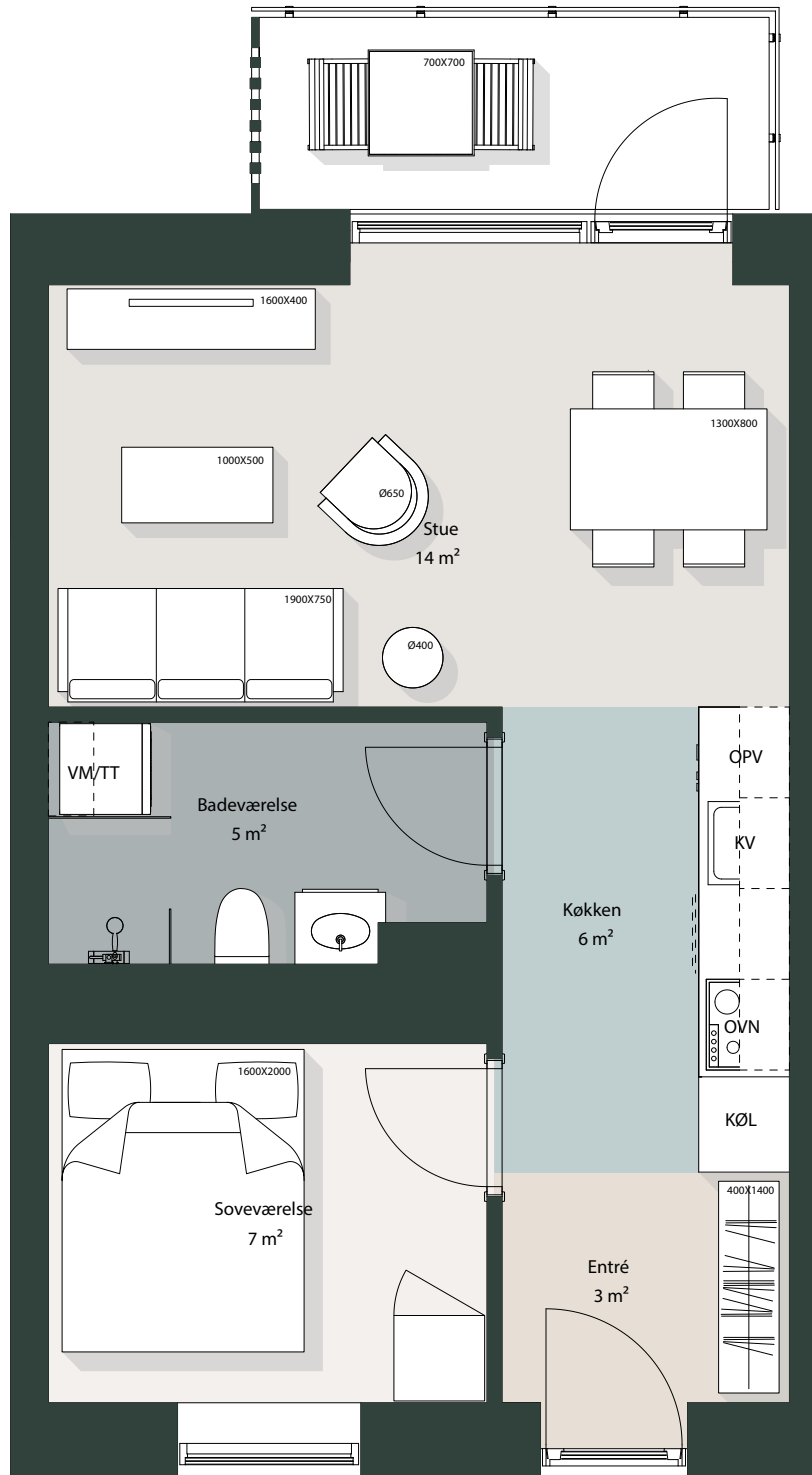 700X700
1600X400
1300X800
1000X500
Ø650
Stue
14 m²
1900X750
Ø400
VM/TT
OPV
Badeværelse
5 m²
KV
Køkken
6 m²
OVN
1600X2000
KØL
400X1400
Soveværelse
7 m²
Entré
3 m²